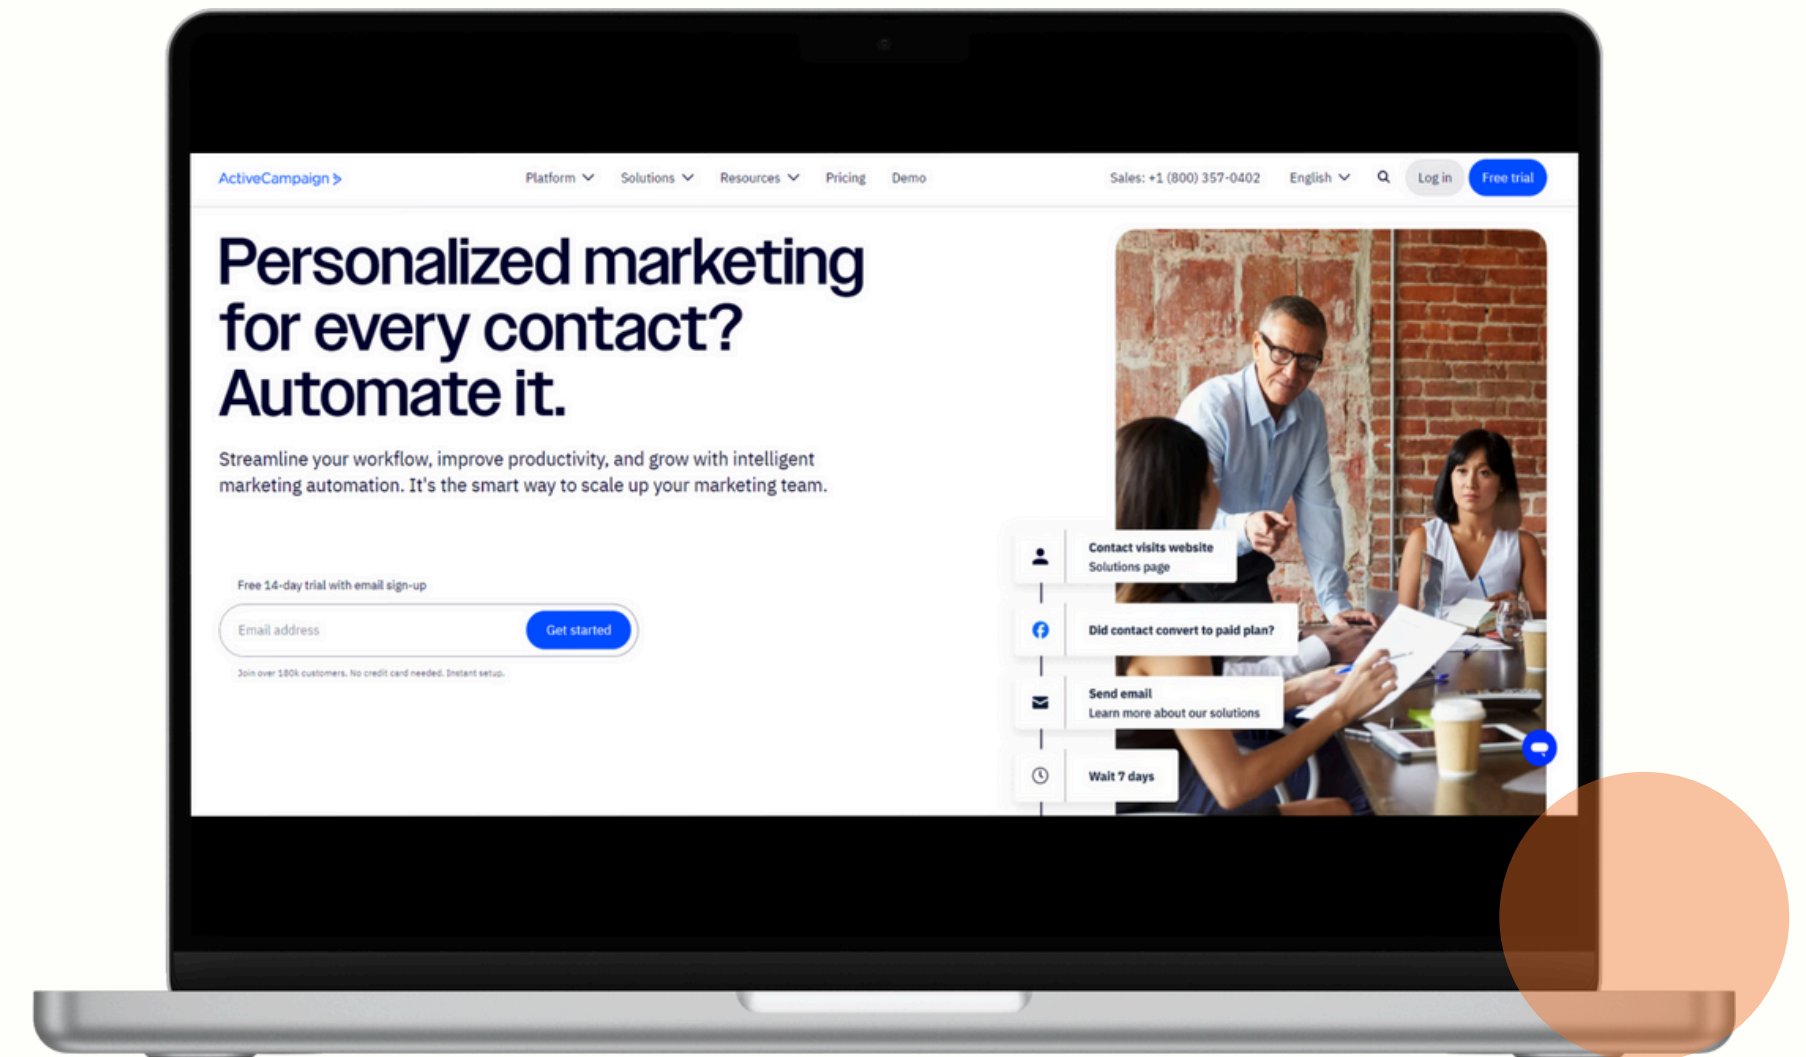 ActiveCampaign >
Platform
Solutions
Resources
Pricing
Demo
Sales: +1 (800) 357-0402
English
Log in
Free trial
Personalized marketing
for every contact?
Automate it.
Streamline your workflow, improve productivity, and grow with intelligent
marketing automation. It's the smart way to scale up your marketing team.
Free 14-day trial with email sign-up
Email address
Get started
Join over 180k customers. No credit card needed. Instant setup.
Contact visits website
Solutions page
Did contact convert to paid plan?
Send email
Learn more about our solutions
Wait 7 days